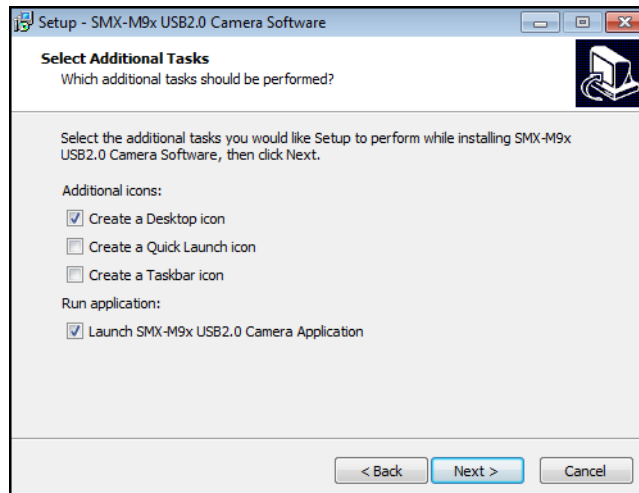 Setup - SMX-M9x USB2.0 Camera Software
Select Additional Tasks
Which additional tasks should be performed?
Select the additional tasks you would like Setup to perform while installing SMX-M9x
USB2.0 Camera Software, then click Next.
Additional icons:
Create a Desktop icon
Create a Quick Launch icon
Create a Taskbar icon
Run application:
Launch SMX-M9x USB2.0 Camera Application
< Back
Next >
Cancel